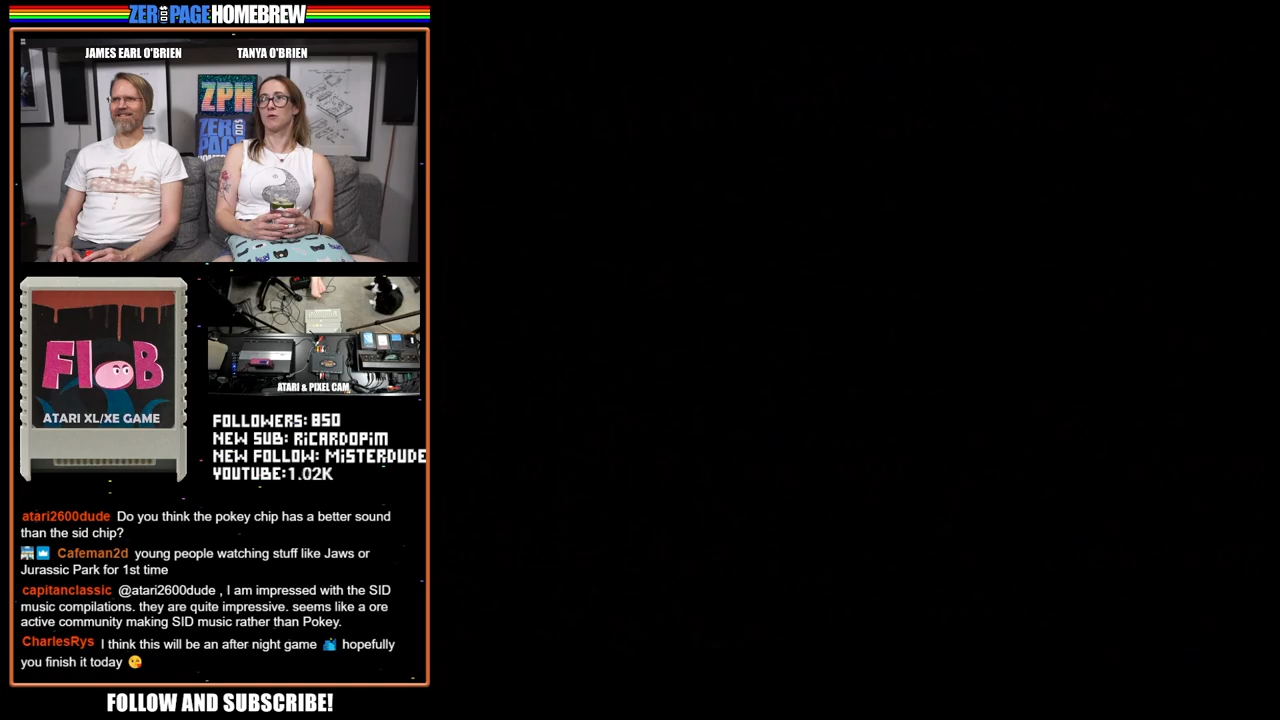 ZERO PAGE HOMEBREW
JAMES EARL O'BRIEN
TANYA O'BRIEN
ZPH
ZERO
PAGE
FloB
ATARI XL/XE GAME
ATARI & PIXEL CAM
FOLLOWERS: 850
NEW SUB: RICARDOPIM
NEW FOLLOW: MISTERDUDE
YOUTUBE:1.02K
atari2600dude Do you think the pokey chip has a better sound
than the sid chip?
Cafeman2d young people watching stuff like Jaws or
Jurassic Park for 1st time
capitanclassic @atari2600dude , I am impressed with the SID
music compilations. they are quite impressive. seems like a ore
active community making SID music rather than Pokey.
CharlesRys I think this will be an after night game hopefully
you finish it today
FOLLOW AND SUBSCRIBE!